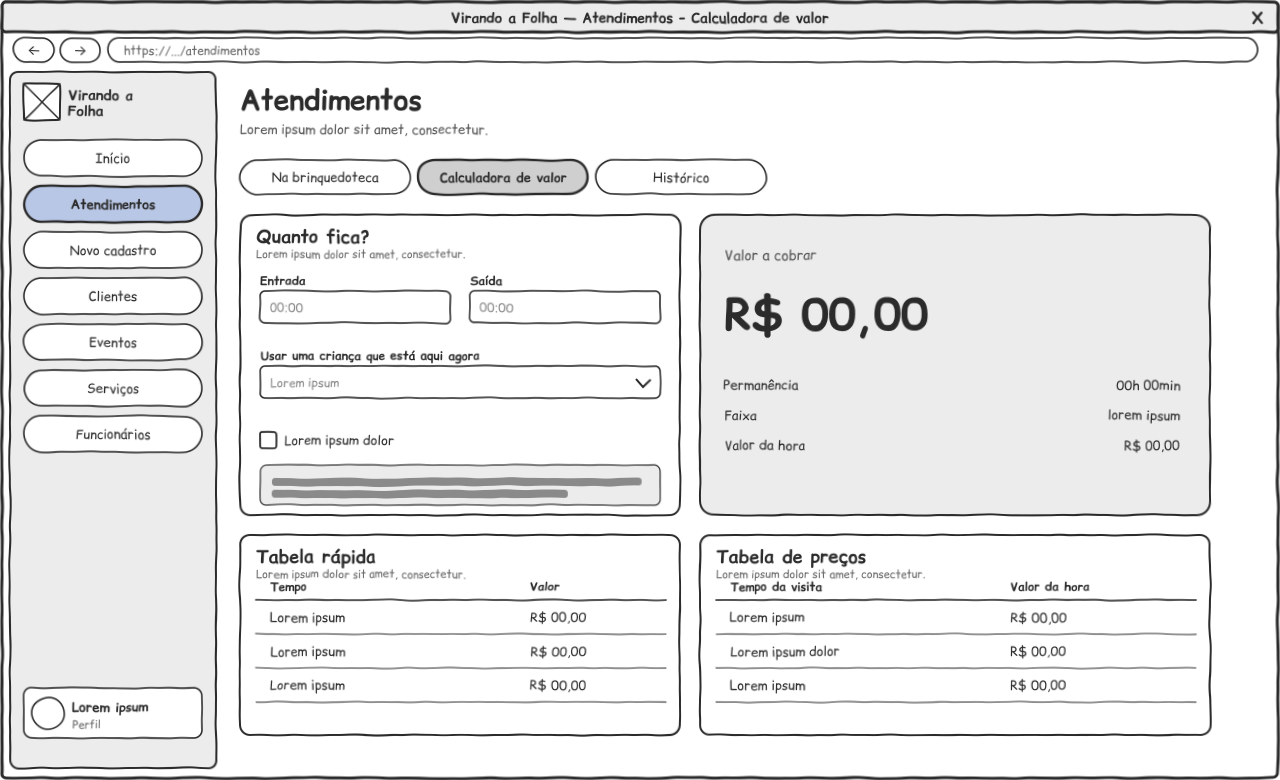 Virando a Folha — Atendimentos - Calculadora de valor
X
← →
https://.../atendimentos
Virando a
Folha
Início
Atendimentos
Novo cadastro
Clientes
Eventos
Serviços
Funcionários
Lorem ipsum
Perfil
Atendimentos
Lorem ipsum dolor sit amet, consectetur.
Na brinquedoteca
Calculadora de valor
Histórico
Quanto fica?
Lorem ipsum dolor sit amet, consectetur.
Entrada
Saída
00:00
00:00
Usar uma criança que está aqui agora
Lorem ipsum
Lorem ipsum dolor
Valor a cobrar
R$ 00,00
Permanência 00h 00min
Faixa lorem ipsum
Valor da hora R$ 00,00
Tabela rápida
Lorem ipsum dolor sit amet, consectetur.
Tempo Valor
Lorem ipsum R$ 00,00
Lorem ipsum R$ 00,00
Lorem ipsum R$ 00,00
Tabela de preços
Lorem ipsum dolor sit amet, consectetur.
Tempo da visita Valor da hora
Lorem ipsum R$ 00,00
Lorem ipsum dolor R$ 00,00
Lorem ipsum R$ 00,00